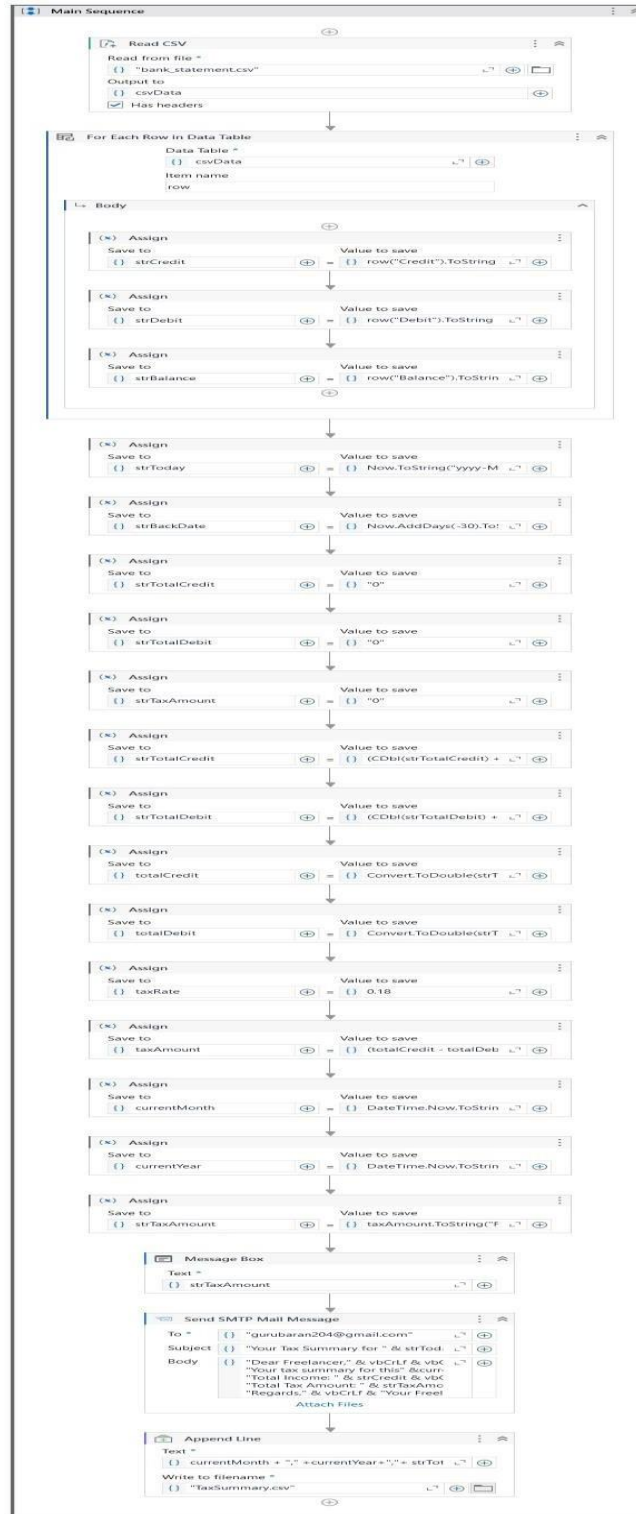 Main Sequence
Read CSV
Read from file *
"bank_statement.csv"
Output to
csvData
Has headers
For Each Row in Data Table
Data Table *
csvData
Item name
row
Body
Assign
Save to Value to save
strCredit = row("Credit").ToString
Assign
Save to Value to save
strDebit = row("Debit").ToString
Assign
Save to Value to save
strBalance = row("Balance").ToStrin
Assign
Save to Value to save
strToday = Now.ToString("yyyy-M
Assign
Save to Value to save
strBackDate = Now.AddDays(-30).To
Assign
Save to Value to save
strTotalCredit = "0"
Assign
Save to Value to save
strTotalDebit = "0"
Assign
Save to Value to save
strTaxAmount = "0"
Assign
Save to Value to save
strTotalCredit = (CDbl(strTotalCredit) +
Assign
Save to Value to save
strTotalDebit = (CDbl(strTotalDebit) +
Assign
Save to Value to save
totalCredit = Convert.ToDouble(strT
Assign
Save to Value to save
totalDebit = Convert.ToDouble(strT
Assign
Save to Value to save
taxRate = 0.18
Assign
Save to Value to save
taxAmount = (totalCredit - totalDeb
Assign
Save to Value to save
currentMonth = DateTime.Now.ToStrin
Assign
Save to Value to save
currentYear = DateTime.Now.ToStrin
Assign
Save to Value to save
strTaxAmount = taxAmount.ToString("F
Message Box
Text *
strTaxAmount
Send SMTP Mail Message
To * "gurubaran204@gmail.com"
Subject "Your Tax Summary for " & strTod
Body "Dear Freelancer," & vbCrLf & vbC
"Your tax summary for this" &curr
"Total Income: " & strCredit & vbC
"Total Tax Amount: " & strTaxAmo
"Regards," & vbCrLf & "Your Freel
Attach Files
Append Line
Text *
currentMonth + "," +currentYear+","+ strTot
Write to filename *
"TaxSummary.csv"